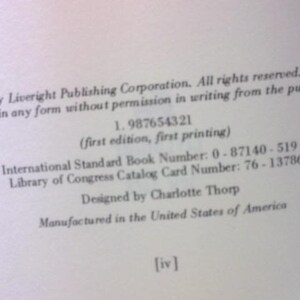 y Liveright Publishing Corporation. All rights reserved.
in any form without permission in writing from the pu
1. 987654321
(first edition, first printing)
International Standard Book Number: 0 - 87140 - 519
Library of Congress Catalog Card Number: 76 - 13786
Designed by Charlotte Thorp
Manufactured in the United States of America
[iv]